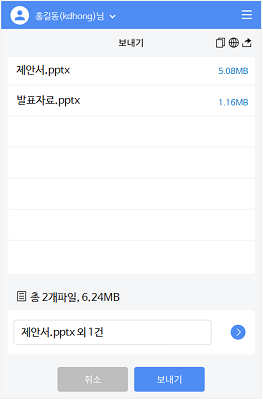 홍길동(kdhong)님
보내기
제안서.pptx 5.08MB
발표자료.pptx 1.16MB
총 2개파일, 6.24MB
제안서.pptx 외 1건
취소 보내기